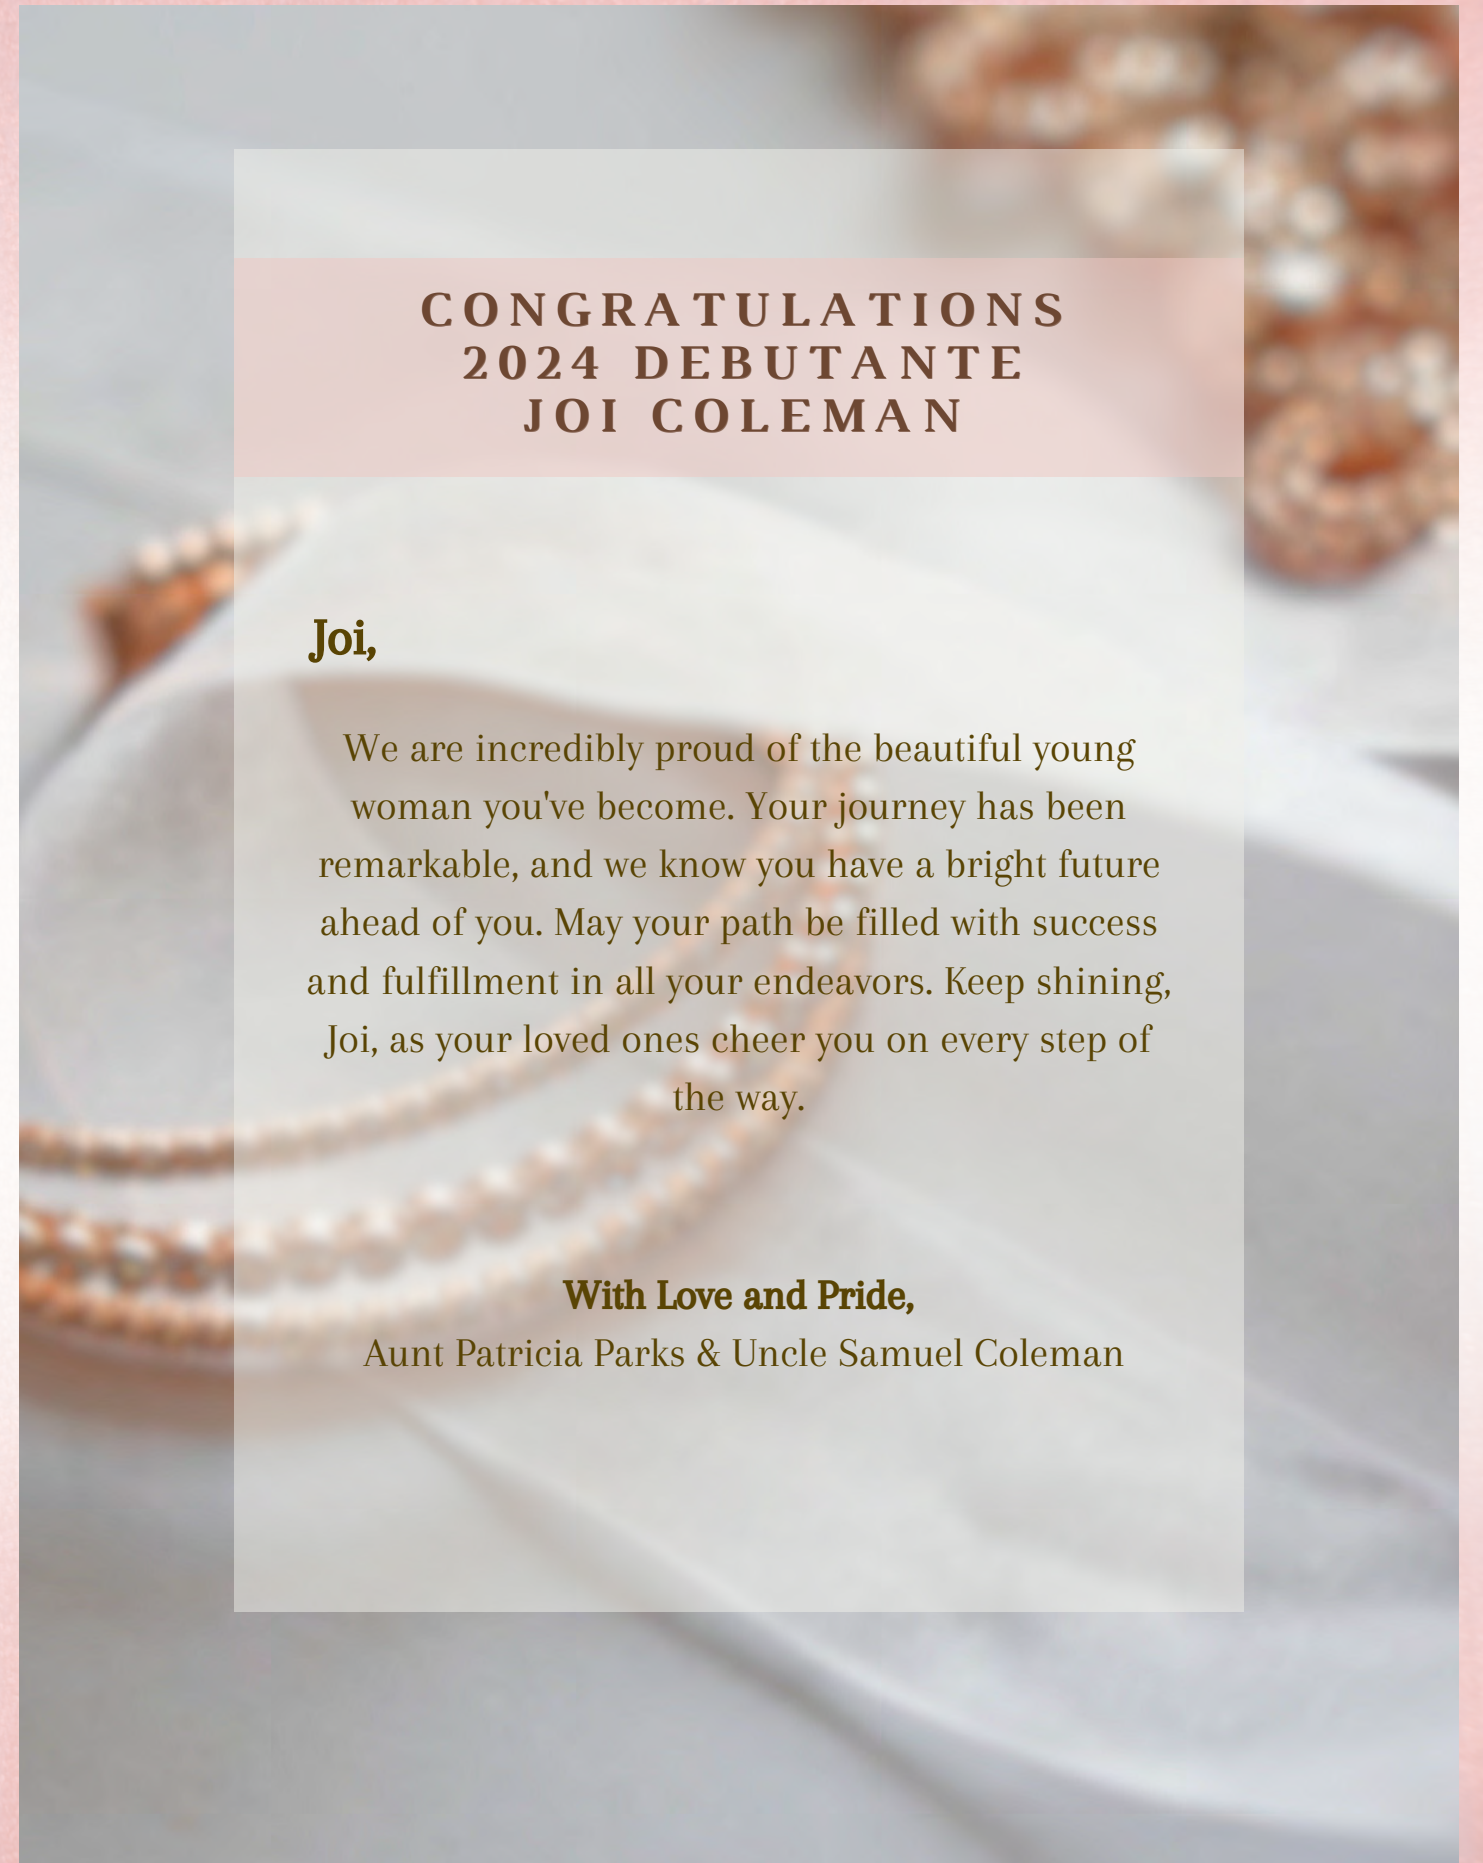 CONGRATULATIONS
2024 DEBUTANTE
JOI COLEMAN
Joi,
We are incredibly proud of the beautiful young
woman you've become. Your journey has been
remarkable, and we know you have a bright future
ahead of you. May your path be filled with success
and fulfillment in all your endeavors. Keep shining,
Joi, as your loved ones cheer you on every step of
the way.
With Love and Pride,
Aunt Patricia Parks & Uncle Samuel Coleman